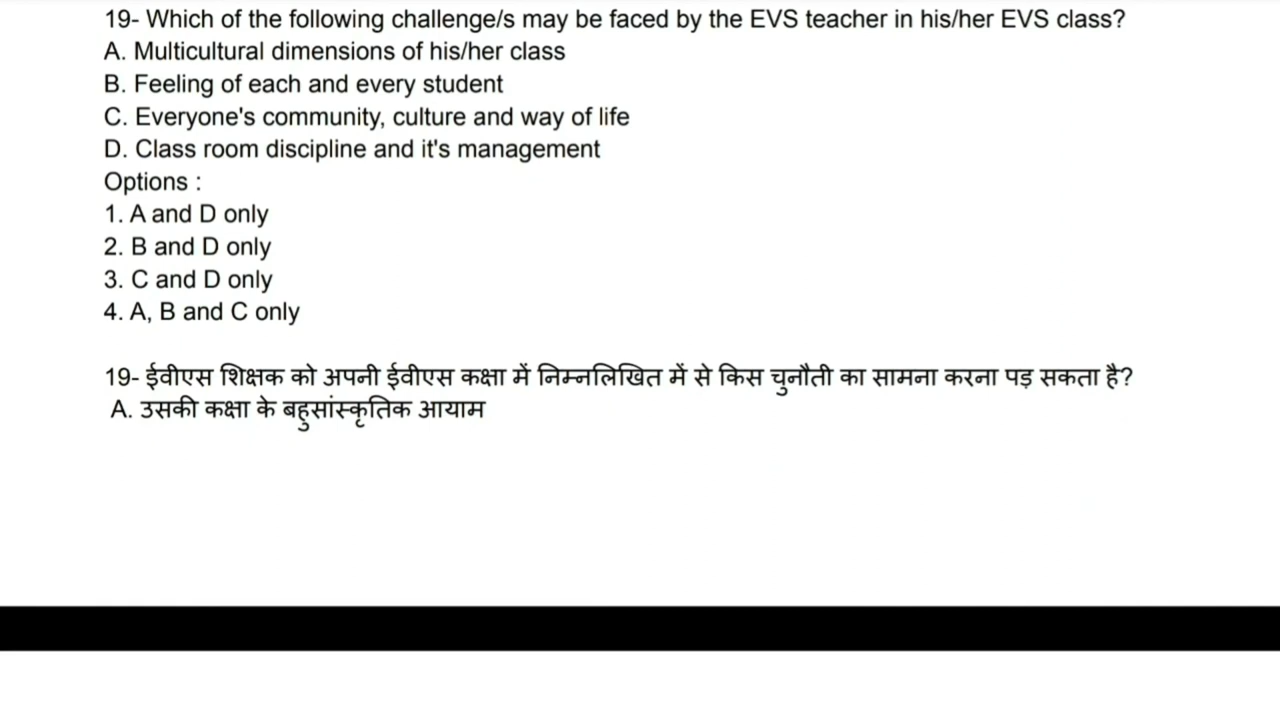 19- Which of the following challenge/s may be faced by the EVS teacher in his/her EVS class?
A. Multicultural dimensions of his/her class
B. Feeling of each and every student
C. Everyone's community, culture and way of life
D. Class room discipline and it's management
Options :
1. A and D only
2. B and D only
3. C and D only
4. A, B and C only
19- ईवीएस शिक्षक को अपनी ईवीएस कक्षा में निम्नलिखित में से किस चुनौती का सामना करना पड़ सकता है?
A. उसकी कक्षा के बहुसांस्कृतिक आयाम